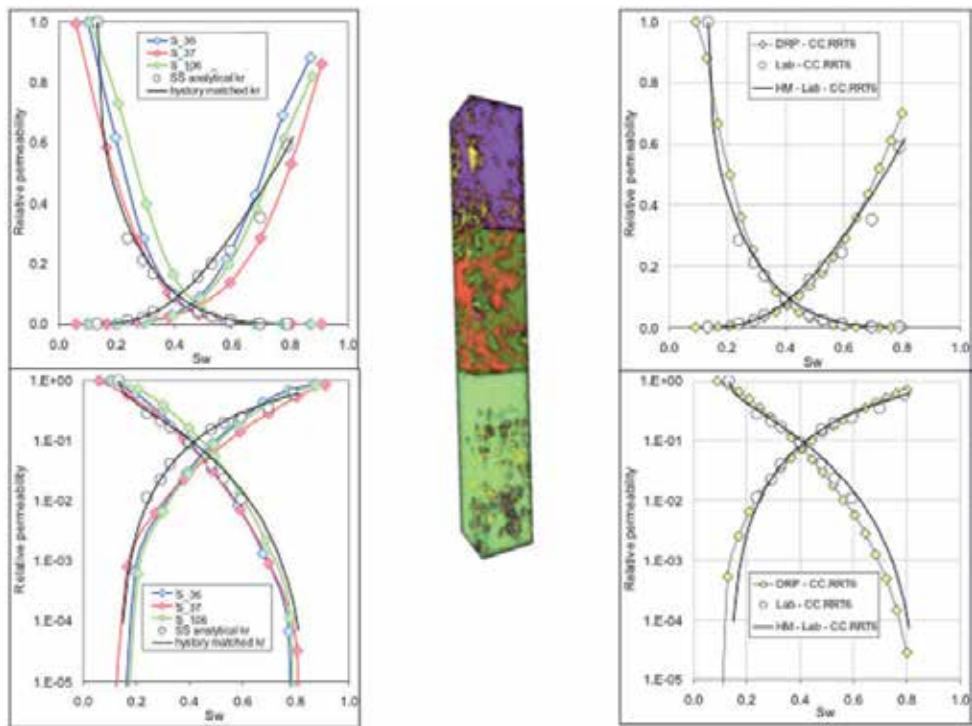 Relative permeability
1.0
0.8
0.6
0.4
0.2
0.0
S_36
S_37
S_106
SS analytical kr
hystory matched kr
0.0 0.2 0.4 0.6 0.8 1.0
Sw
Relative permeability
1.E+00
1.E-01
1.E-02
1.E-03
1.E-04
1.E-05
S_36
S_37
S_106
SS analytical kr
hystory matched kr
0.0 0.2 0.4 0.6 0.8 1.0
Sw
Relative permeability
1.0
0.8
0.6
0.4
0.2
0.0
DRP - CC.RRT6
Lab - CC.RRT6
HM - Lab - CC.RRT6
0.0 0.2 0.4 0.6 0.8 1.0
Sw
Relative permeability
1.E+00
1.E-01
1.E-02
1.E-03
1.E-04
1.E-05
DRP - CC.RRT6
Lab - CC.RRT6
HM - Lab - CC.RRT6
0.0 0.2 0.4 0.6 0.8 1.0
Sw